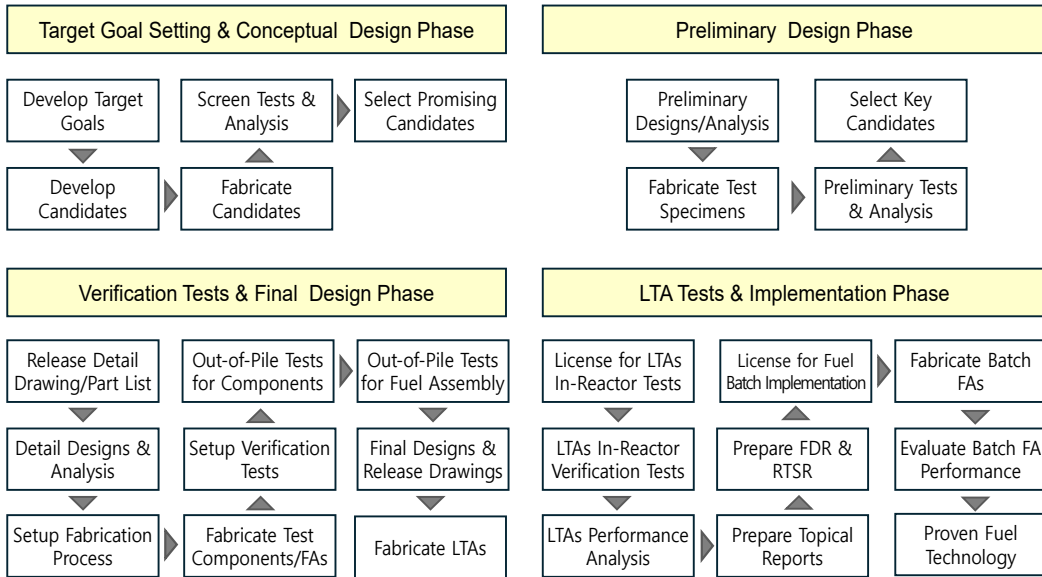 Target Goal Setting & Conceptual Design Phase
Develop Target
Goals
Screen Tests &
Analysis
Select Promising
Candidates
Develop
Candidates
Fabricate
Candidates
Preliminary Design Phase
Preliminary
Designs/Analysis
Select Key
Candidates
Fabricate Test
Specimens
Preliminary Tests
& Analysis
Verification Tests & Final Design Phase
Release Detail
Drawing/Part List
Out-of-Pile Tests
for Components
Out-of-Pile Tests
for Fuel Assembly
Detail Designs &
Analysis
Setup Verification
Tests
Final Designs &
Release Drawings
Setup Fabrication
Process
Fabricate Test
Components/FAs
Fabricate LTAs
LTA Tests & Implementation Phase
License for LTAs
In-Reactor Tests
License for Fuel
Batch Implementation
Fabricate Batch
FAs
LTAs In-Reactor
Verification Tests
Prepare FDR &
RTSR
Evaluate Batch FA
Performance
LTAs Performance
Analysis
Prepare Topical
Reports
Proven Fuel
Technology